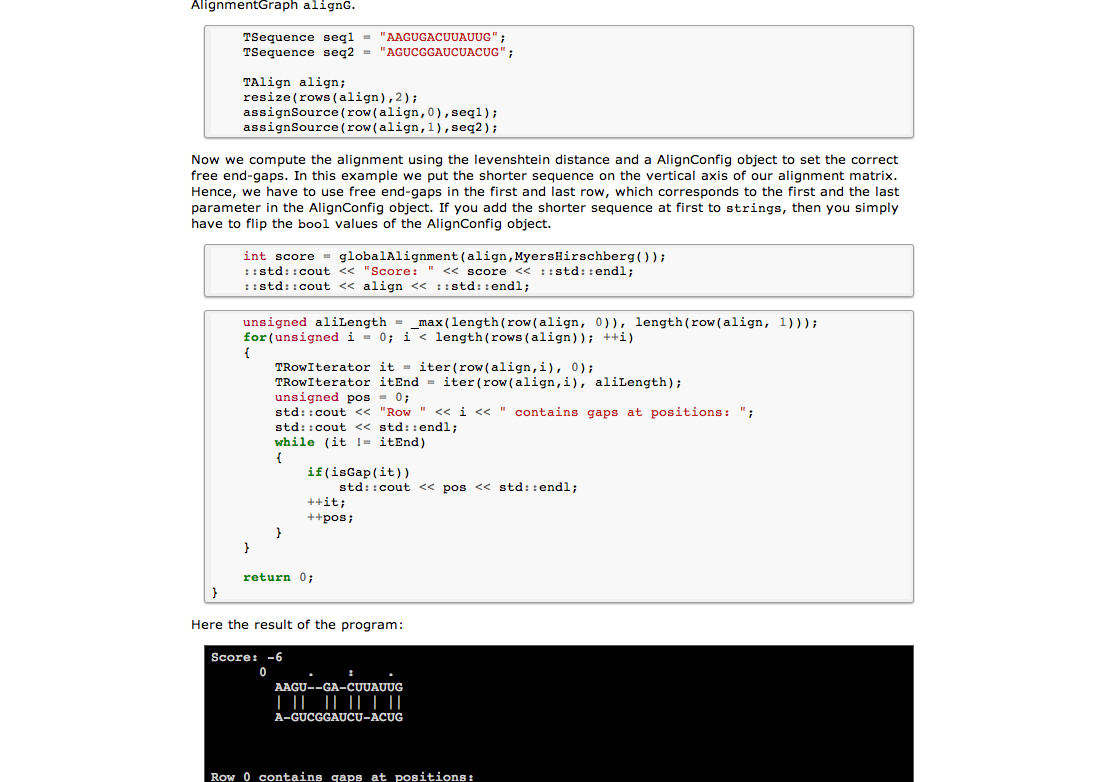 AlignmentGraph alignG.
TSequence seq1 = "AAGUGACUUAUUG";
TSequence seq2 = "AGUCGGAUCUACUG";
TAlign align;
resize(rows(align),2);
assignSource(row(align,0),seq1);
assignSource(row(align,1),seq2);
Now we compute the alignment using the levenshtein distance and a AlignConfig object to set the correct
free end-gaps. In this example we put the shorter sequence on the vertical axis of our alignment matrix.
Hence, we have to use free end-gaps in the first and last row, which corresponds to the first and the last
parameter in the AlignConfig object. If you add the shorter sequence at first to strings, then you simply
have to flip the bool values of the AlignConfig object.
int score = globalAlignment(align,MyersHirschberg());
::std::cout << "Score: " << score << ::std::endl;
::std::cout << align << ::std::endl;
unsigned aliLength = _max(length(row(align, 0)), length(row(align, 1)));
for(unsigned i = 0; i < length(rows(align)); ++i)
{
TRowIterator it = iter(row(align,i), 0);
TRowIterator itEnd = iter(row(align,i), aliLength);
unsigned pos = 0;
std::cout << "Row " << i << " contains gaps at positions: ";
std::cout << std::endl;
while (it != itEnd)
{
if(isGap(it))
std::cout << pos << std::endl;
++it;
++pos;
}
}
return 0;
}
Here the result of the program:
Score: -6
0     .    :    .
AAGU--GA-CUUAUUG
| ||  || || | ||
A-GUCGGAUCU-ACUG
Row 0 contains gaps at positions: